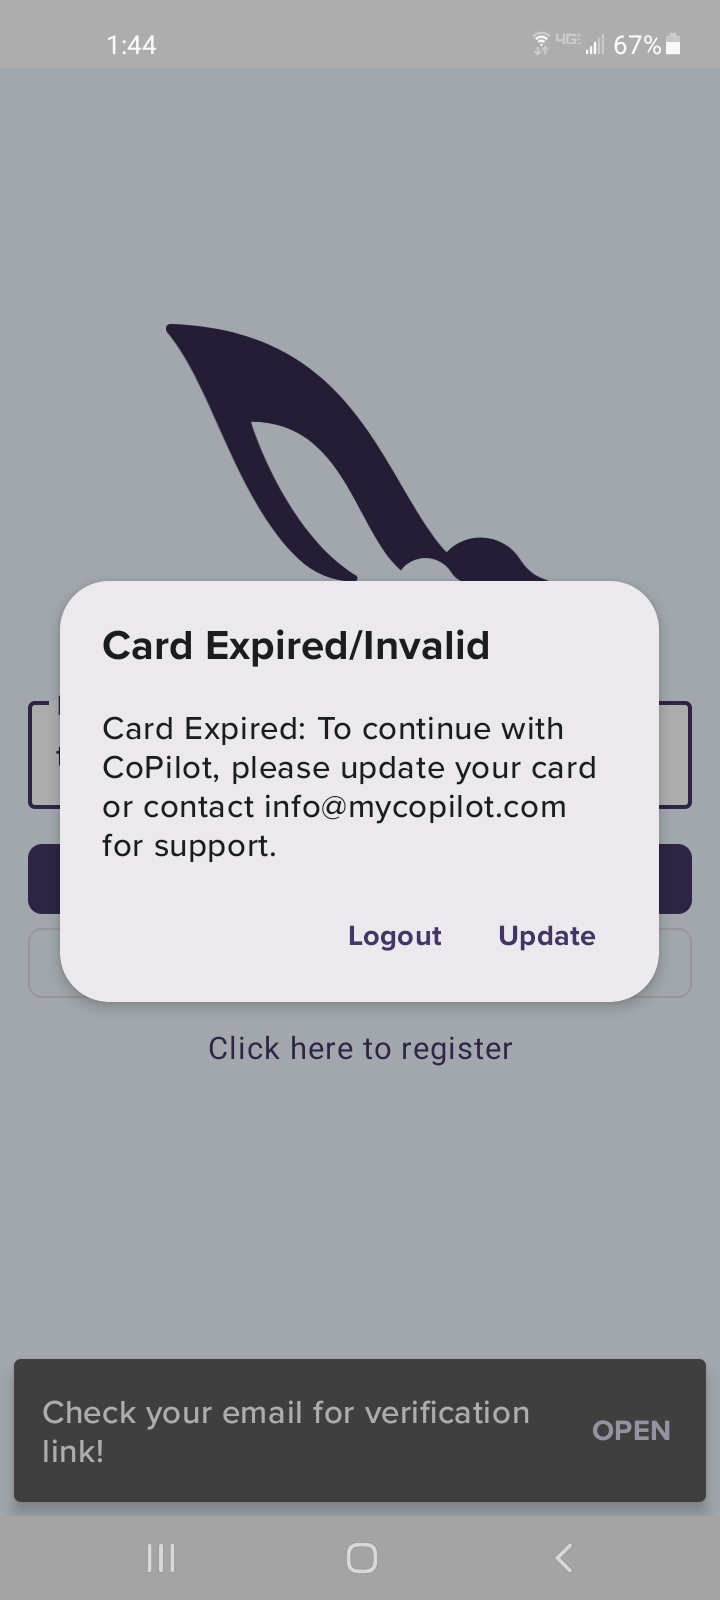 1:44
4G 67%
Card Expired/Invalid
Card Expired: To continue with
CoPilot, please update your card
or contact info@mycopilot.com
for support.
Logout Update
Click here to register
Check your email for verification
link!
OPEN